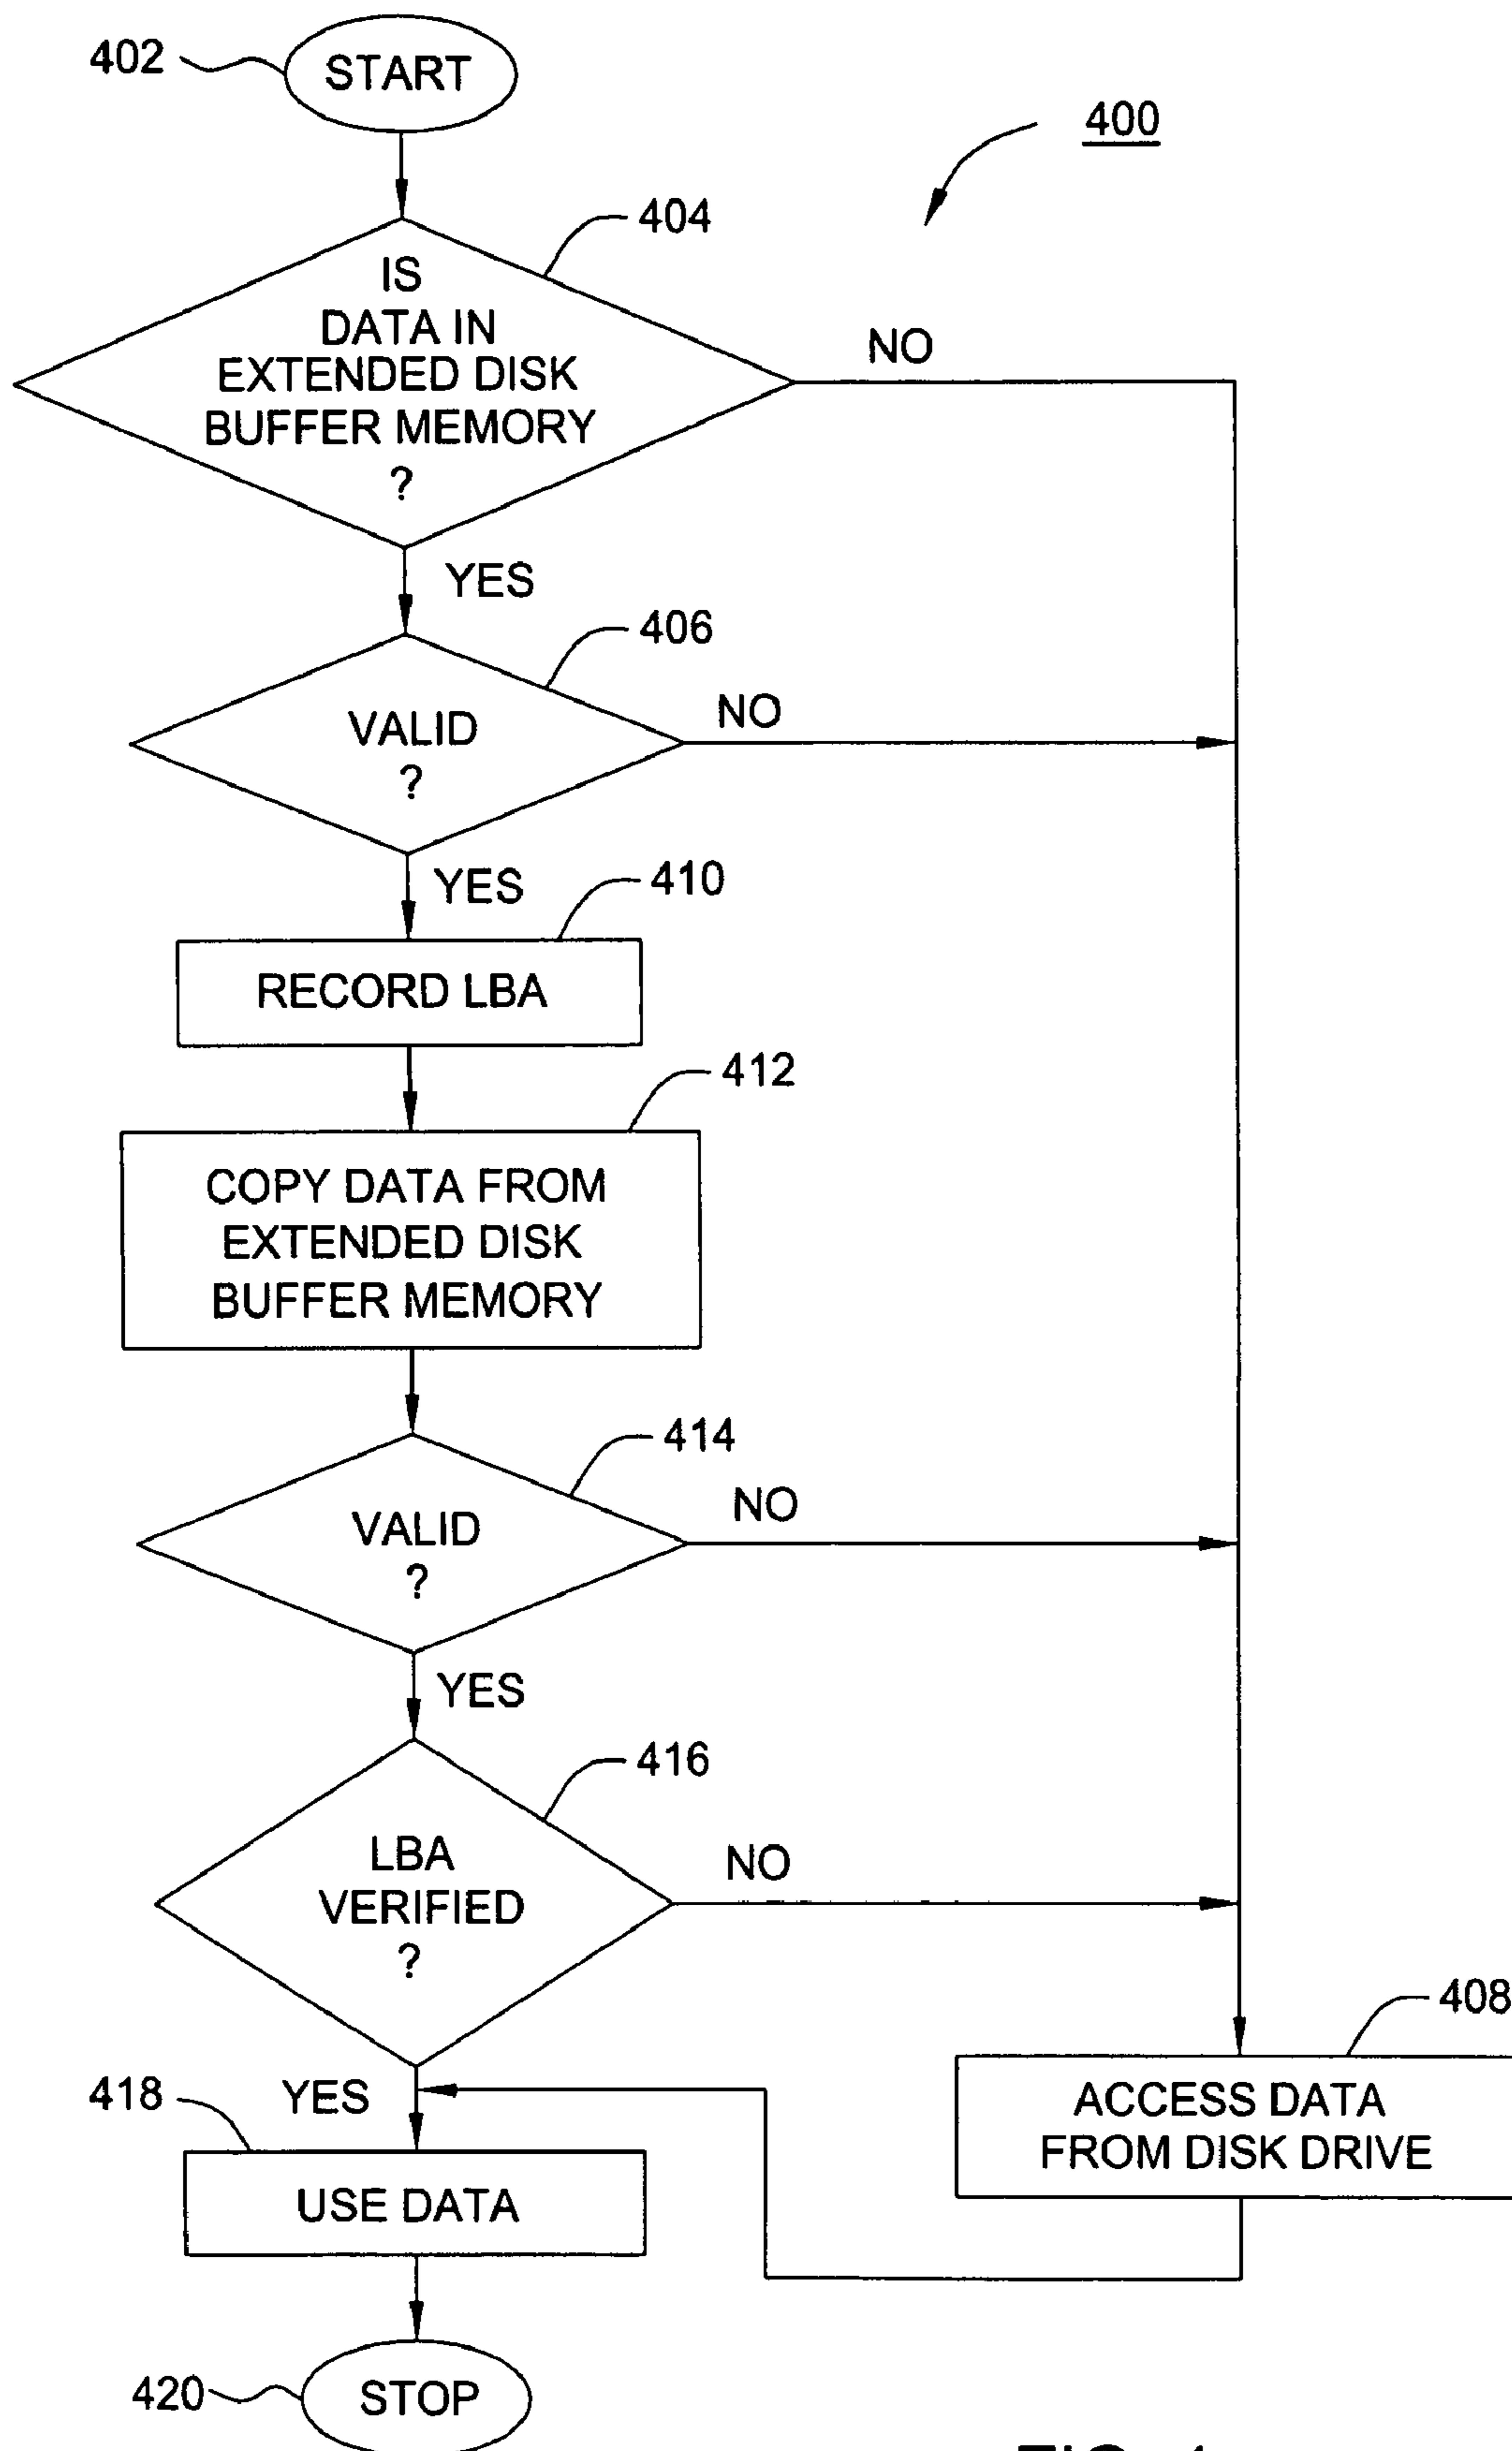 402
START
400
404
IS
DATA IN
EXTENDED DISK
BUFFER MEMORY
?
NO
YES
406
VALID
?
NO
YES
410
RECORD LBA
412
COPY DATA FROM
EXTENDED DISK
BUFFER MEMORY
414
VALID
?
NO
YES
416
LBA
VERIFIED
?
NO
408
ACCESS DATA
FROM DISK DRIVE
YES
418
USE DATA
420
STOP